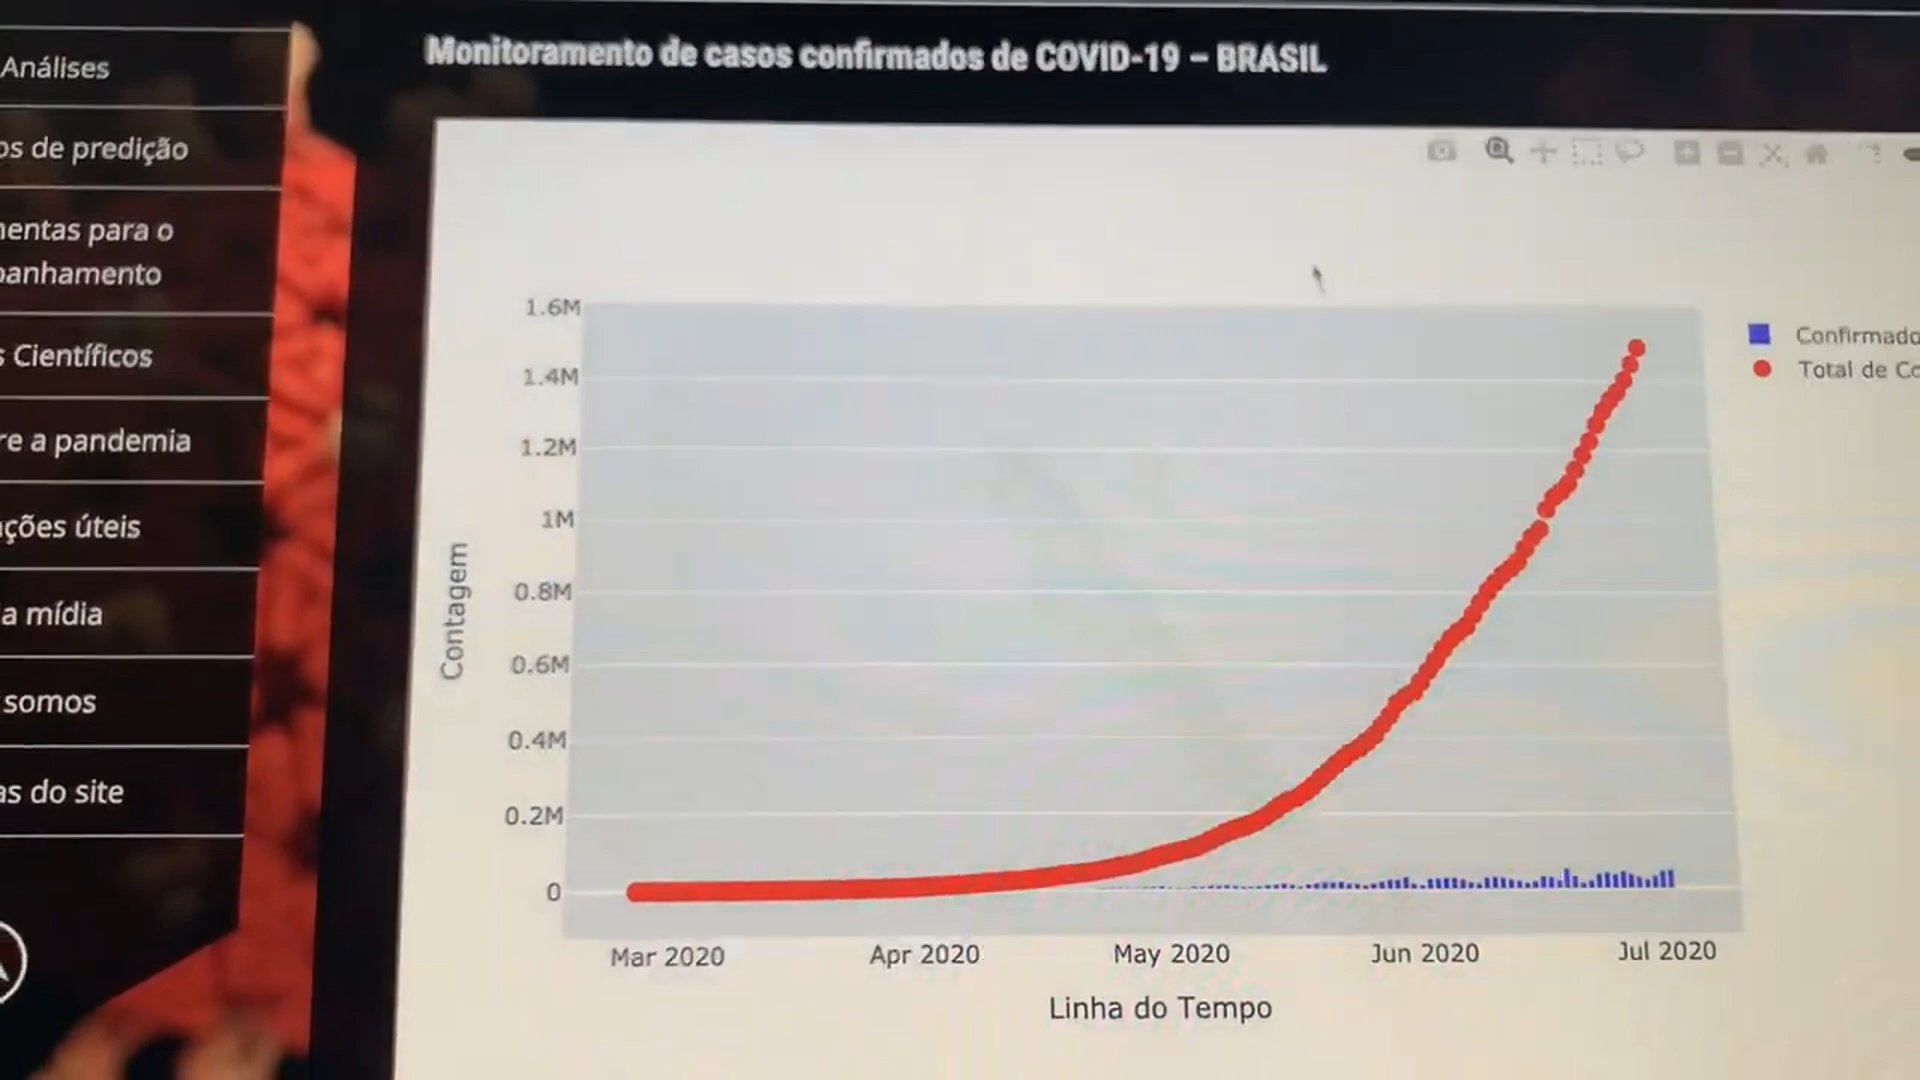 Monitoramento de casos confirmados de COVID-19 – BRASIL
Análises
os de predição
entas para o
panhamento
s Científicos
re a pandemia
ções úteis
a mídia
somos
as do site
1.6M
1.4M
1.2M
1M
0.8M
0.6M
0.4M
0.2M
0
Contagem
Mar 2020
Apr 2020
May 2020
Jun 2020
Jul 2020
Linha do Tempo
Confirmado
Total de Co